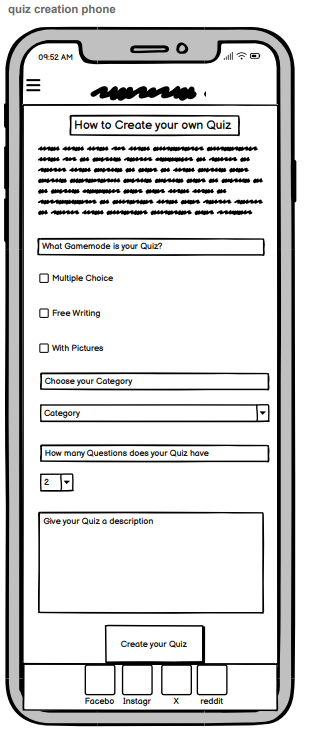 quiz creation phone
09:52 AM
How to Create your own Quiz
What Gamemode is your Quiz?
Multiple Choice
Free Writing
With Pictures
Choose your Category
Category
How many Questions does your Quiz have
2
Give your Quiz a description
Create your Quiz
Facebo Instagr X reddit